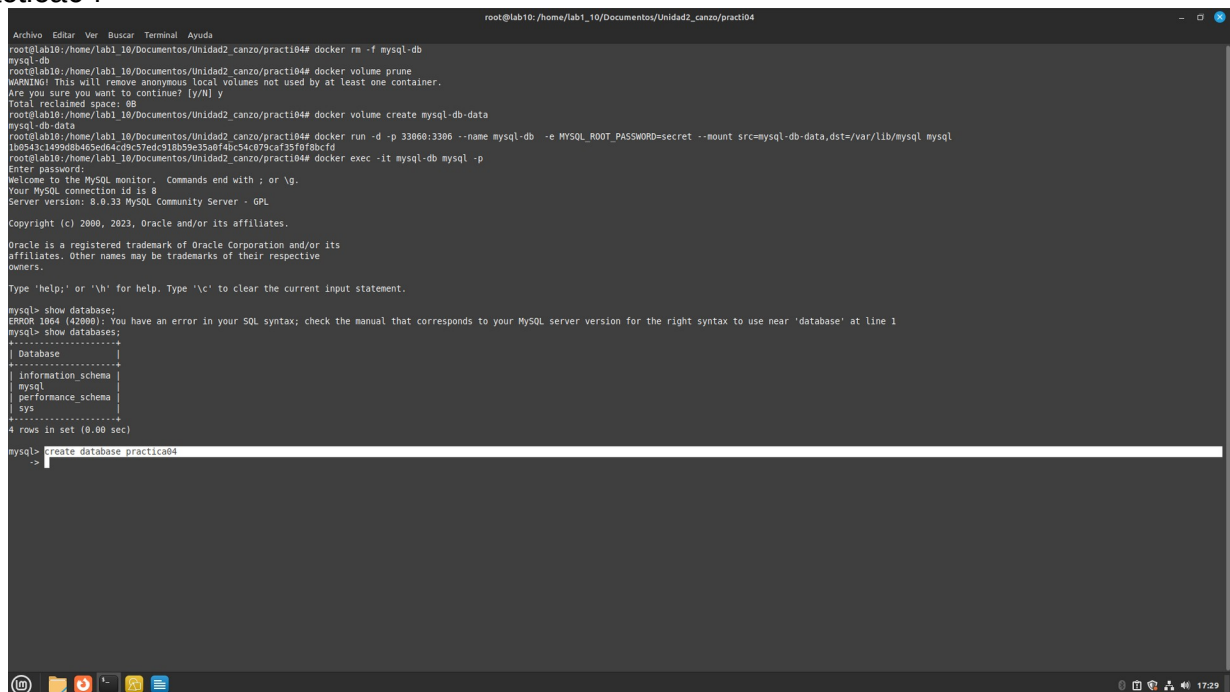 root@lab10: /home/lab1_10/Documentos/Unidad2_canzo/practi04
Archivo Editar Ver Buscar Terminal Ayuda
root@lab10:/home/lab1_10/Documentos/Unidad2_canzo/practi04# docker rm -f mysql-db
mysql-db
root@lab10:/home/lab1_10/Documentos/Unidad2_canzo/practi04# docker volume prune
WARNING! This will remove anonymous local volumes not used by at least one container.
Are you sure you want to continue? [y/N] y
Total reclaimed space: 0B
root@lab10:/home/lab1_10/Documentos/Unidad2_canzo/practi04# docker volume create mysql-db-data
mysql-db-data
root@lab10:/home/lab1_10/Documentos/Unidad2_canzo/practi04# docker run -d -p 33060:3306 --name mysql-db  -e MYSQL_ROOT_PASSWORD=secret --mount src=mysql-db-data,dst=/var/lib/mysql mysql
1b0543c1499d8b465ed64cd9c57edc918b59e35a0f4bc54c079caf35f0f8bcfd
root@lab10:/home/lab1_10/Documentos/Unidad2_canzo/practi04# docker exec -it mysql-db mysql -p
Enter password:
Welcome to the MySQL monitor.  Commands end with ; or \g.
Your MySQL connection id is 8
Server version: 8.0.33 MySQL Community Server - GPL
Copyright (c) 2000, 2023, Oracle and/or its affiliates.
Oracle is a registered trademark of Oracle Corporation and/or its
affiliates. Other names may be trademarks of their respective
owners.
Type 'help;' or '\h' for help. Type '\c' to clear the current input statement.
mysql> show database;
ERROR 1064 (42000): You have an error in your SQL syntax; check the manual that corresponds to your MySQL server version for the right syntax to use near 'database' at line 1
mysql> show databases;
+--------------------+
| Database           |
+--------------------+
| information_schema |
| mysql              |
| performance_schema |
| sys                |
+--------------------+
4 rows in set (0.00 sec)
mysql> create database practica04
    ->
17:29